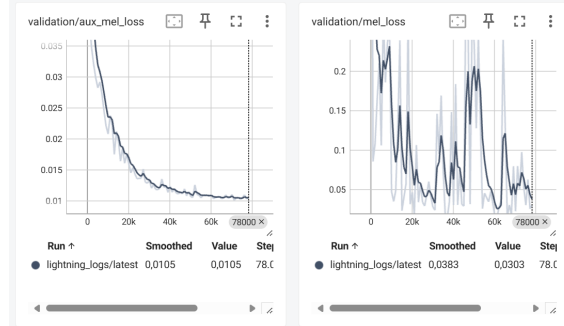 validation/aux_mel_loss
0.035
0.03
0.025
0.02
0.015
0.01
0 20k 40k 60k 78000 ×
Run ↑ Smoothed Value Ste
lightning_logs/latest 0,0105 0,0105 78.0
validation/mel_loss
0.2
0.15
0.1
0.05
0 20k 40k 60k 78000 ×
Run ↑ Smoothed Value Ste
lightning_logs/latest 0,0383 0,0303 78.0